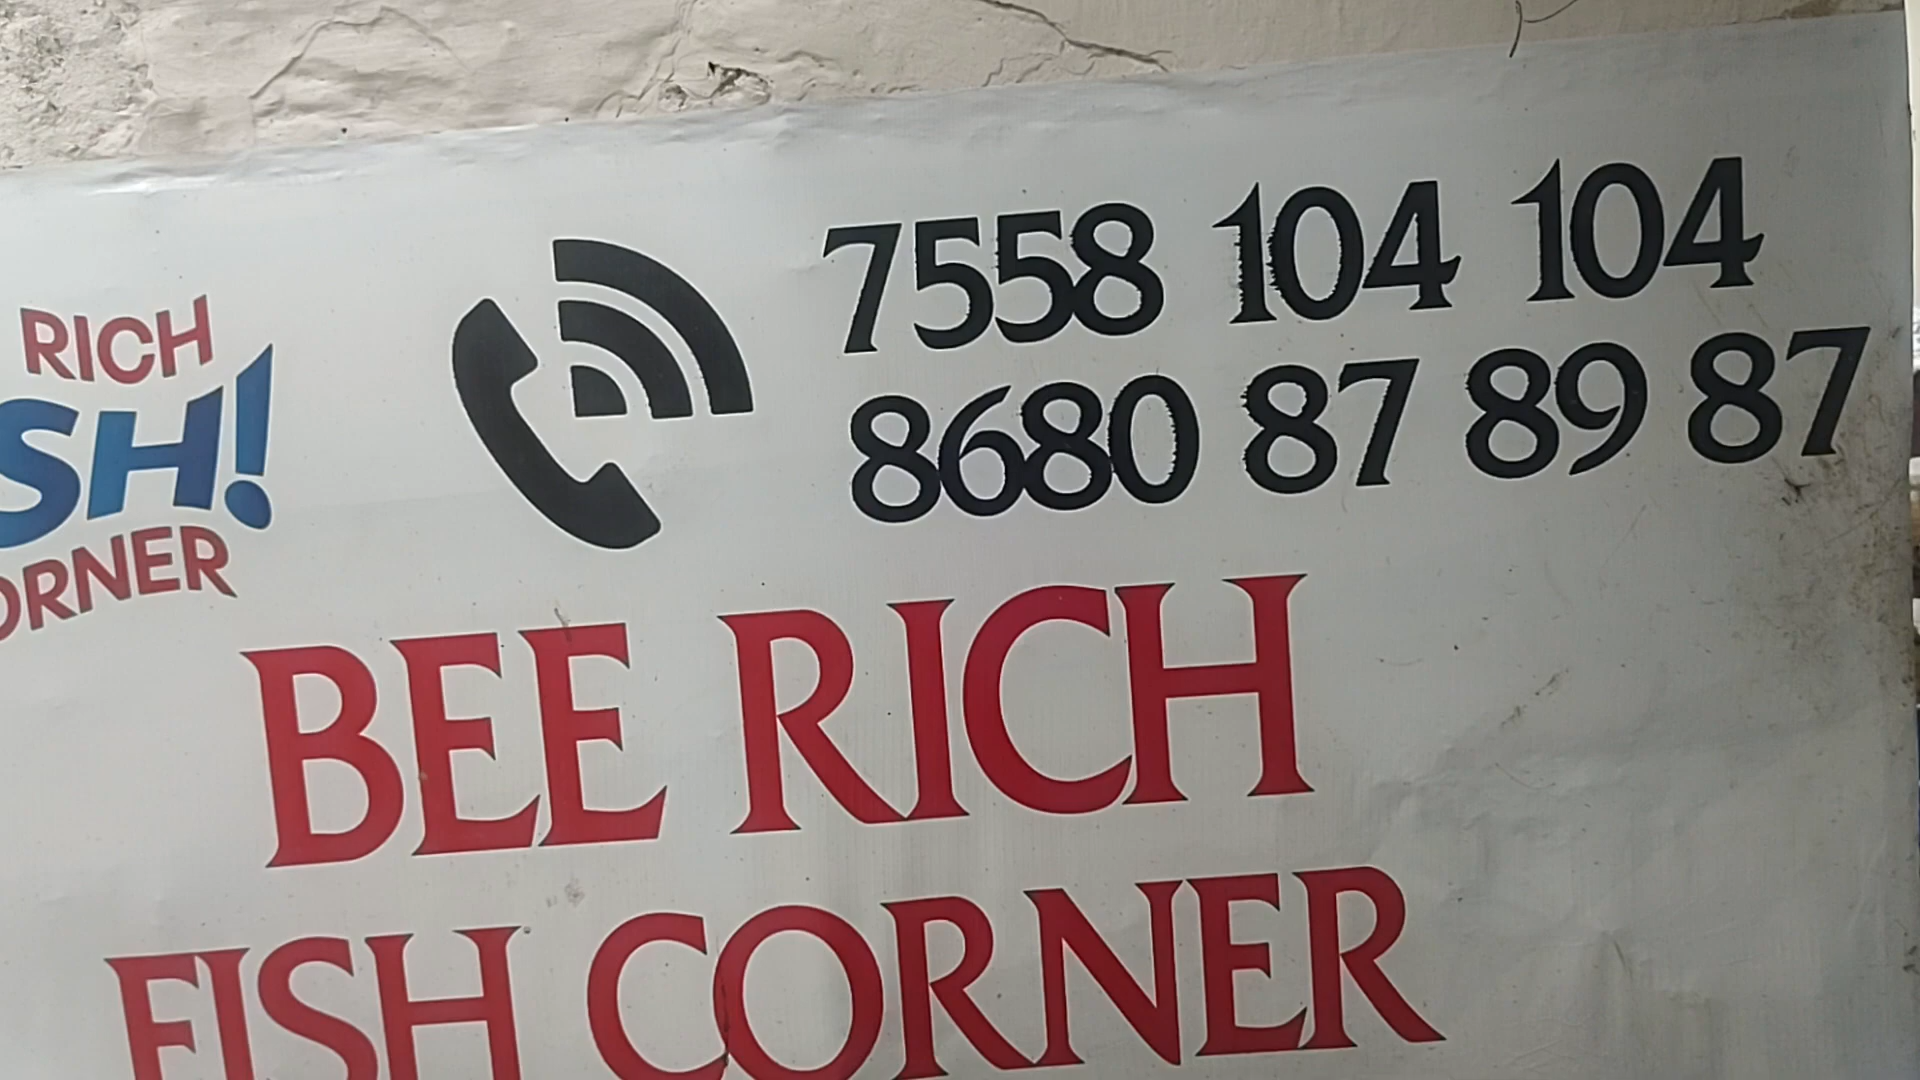 7558 104 104
8680 87 89 87
RICH
SH!
ORNER
BEE RICH
FISH CORNER